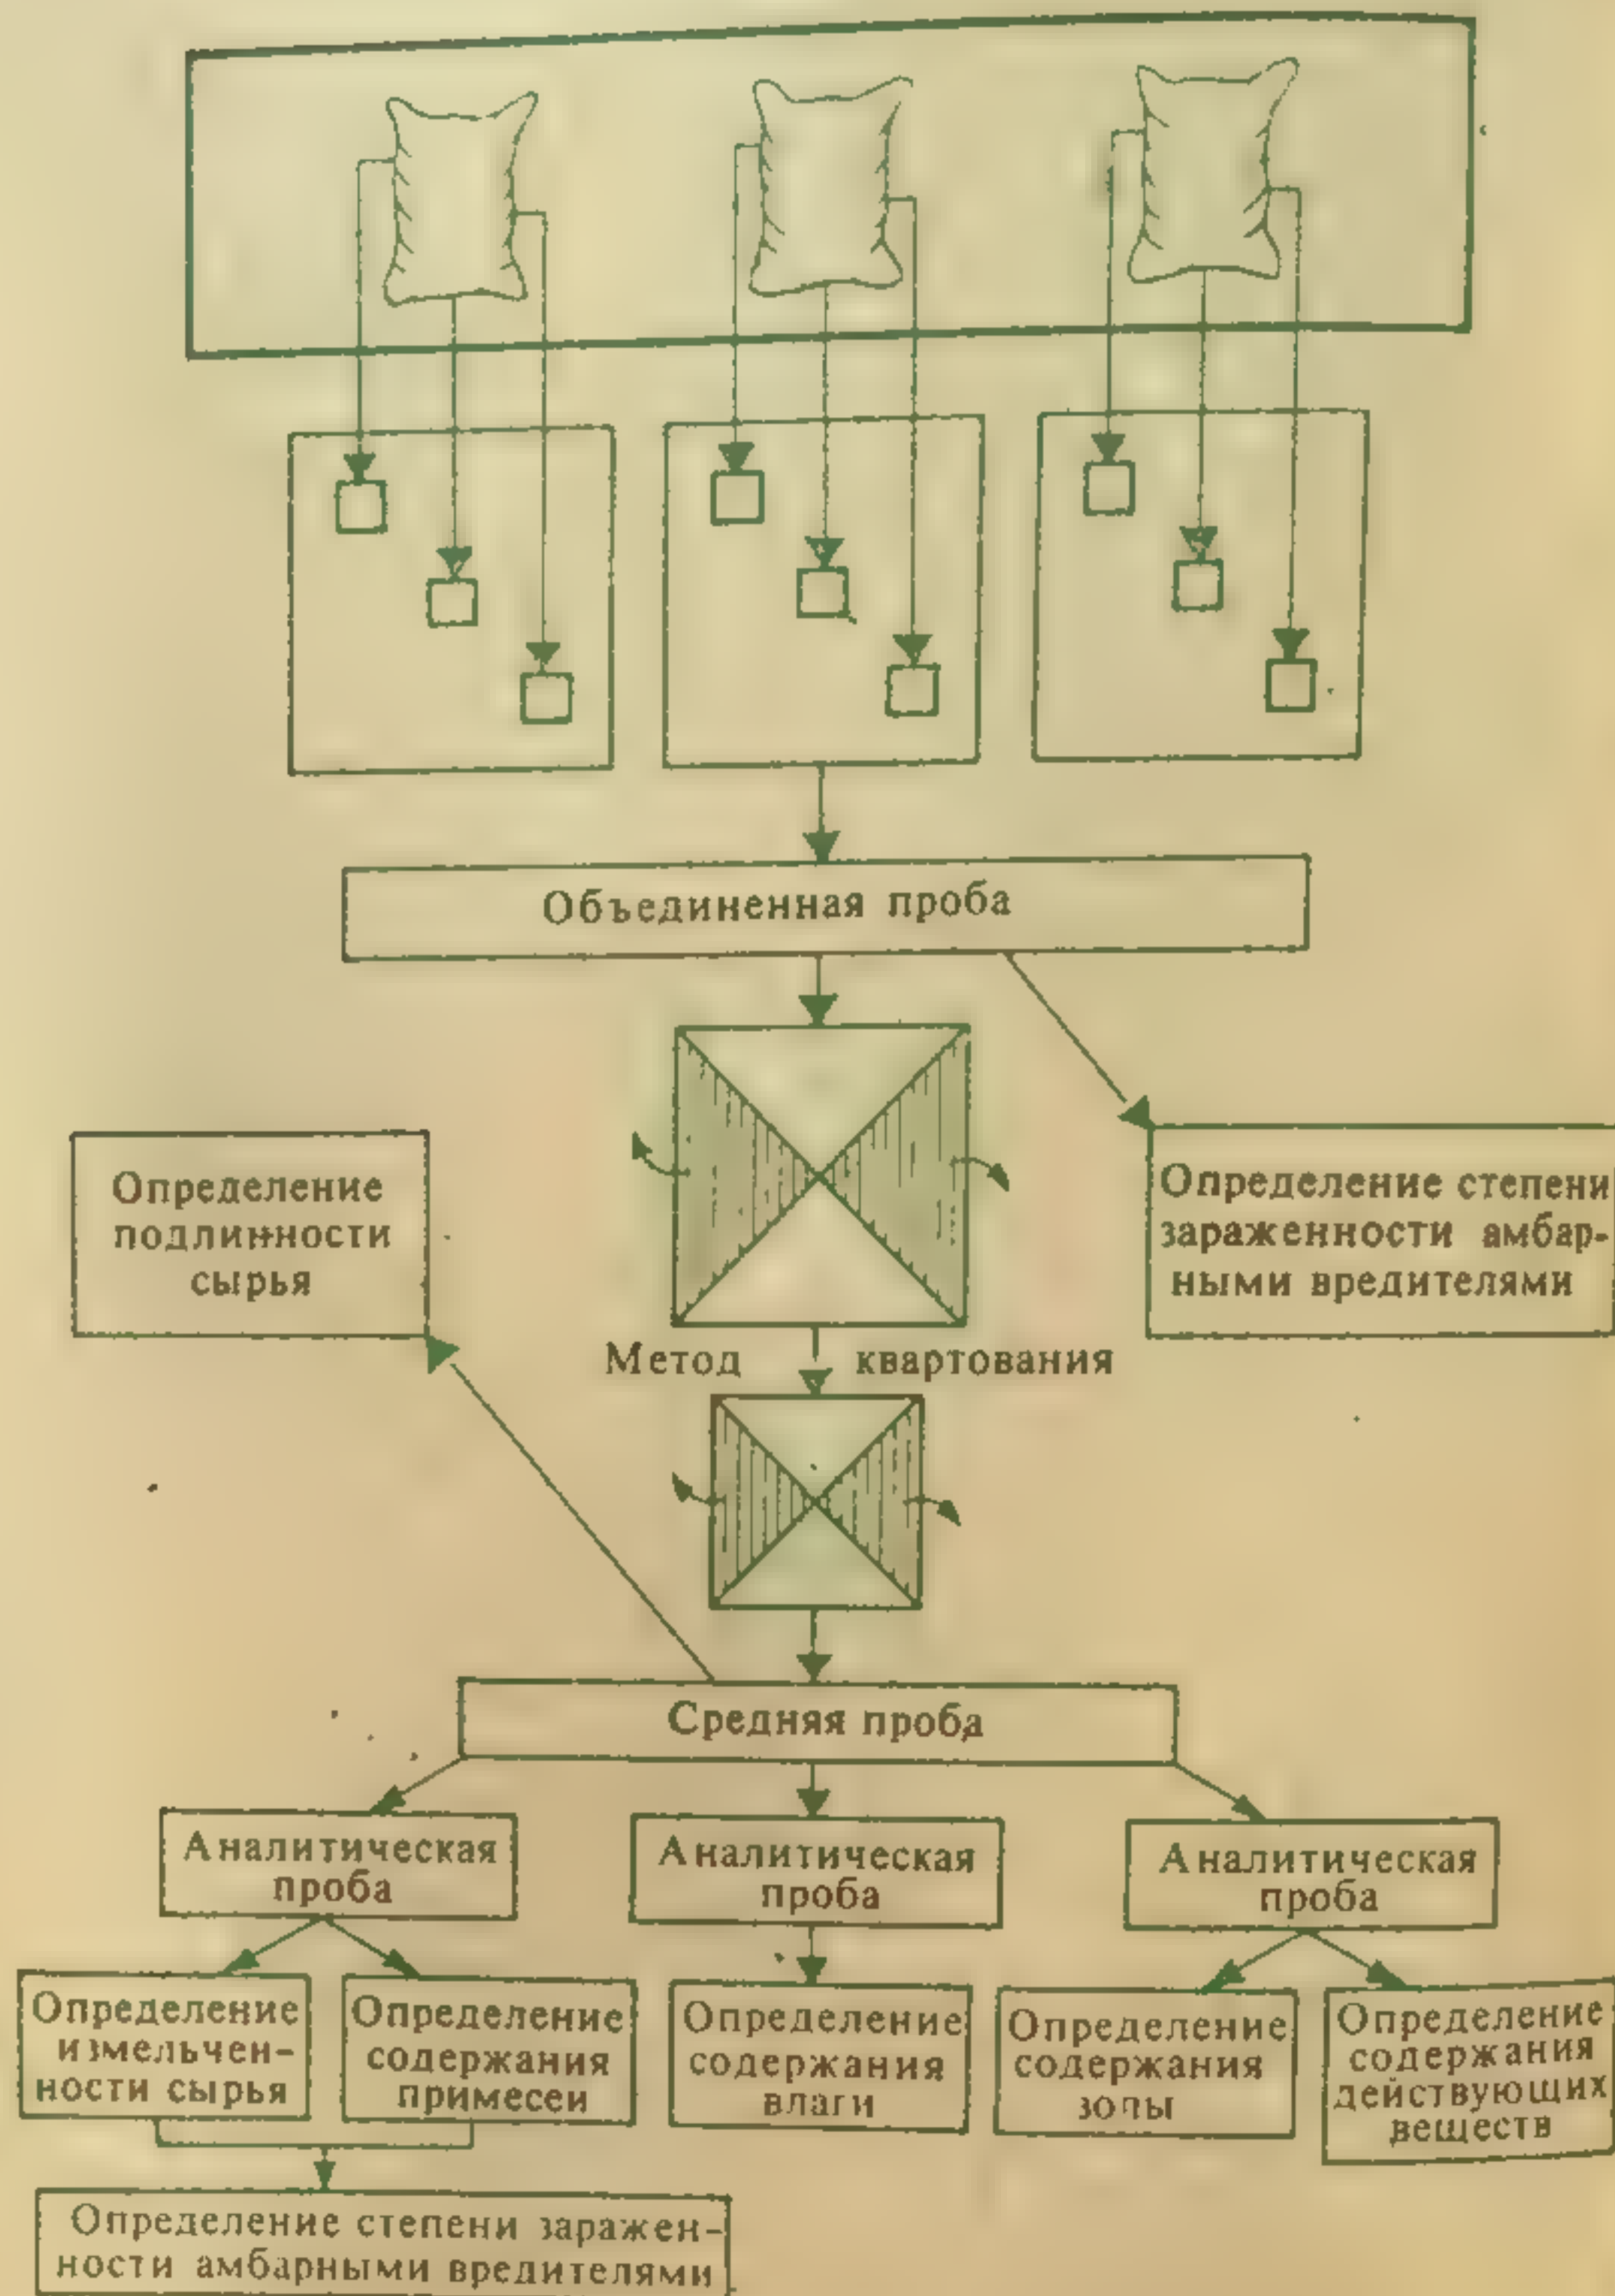 Объединенная проба
Определение
подлинности
сырья
Определение степени
зараженности амбар-
ными вредителями
Метод квартования
Средняя проба
Аналитическая
проба
Аналитическая
проба
Аналитическая
проба
Определение
измельчен-
ности сырья
Определение
содержания
примесей
Определение
содержания
влаги
Определение
содержания
золы
Определение
содержания
действующих
веществ
Определение степени заражен-
ности амбарными вредителями